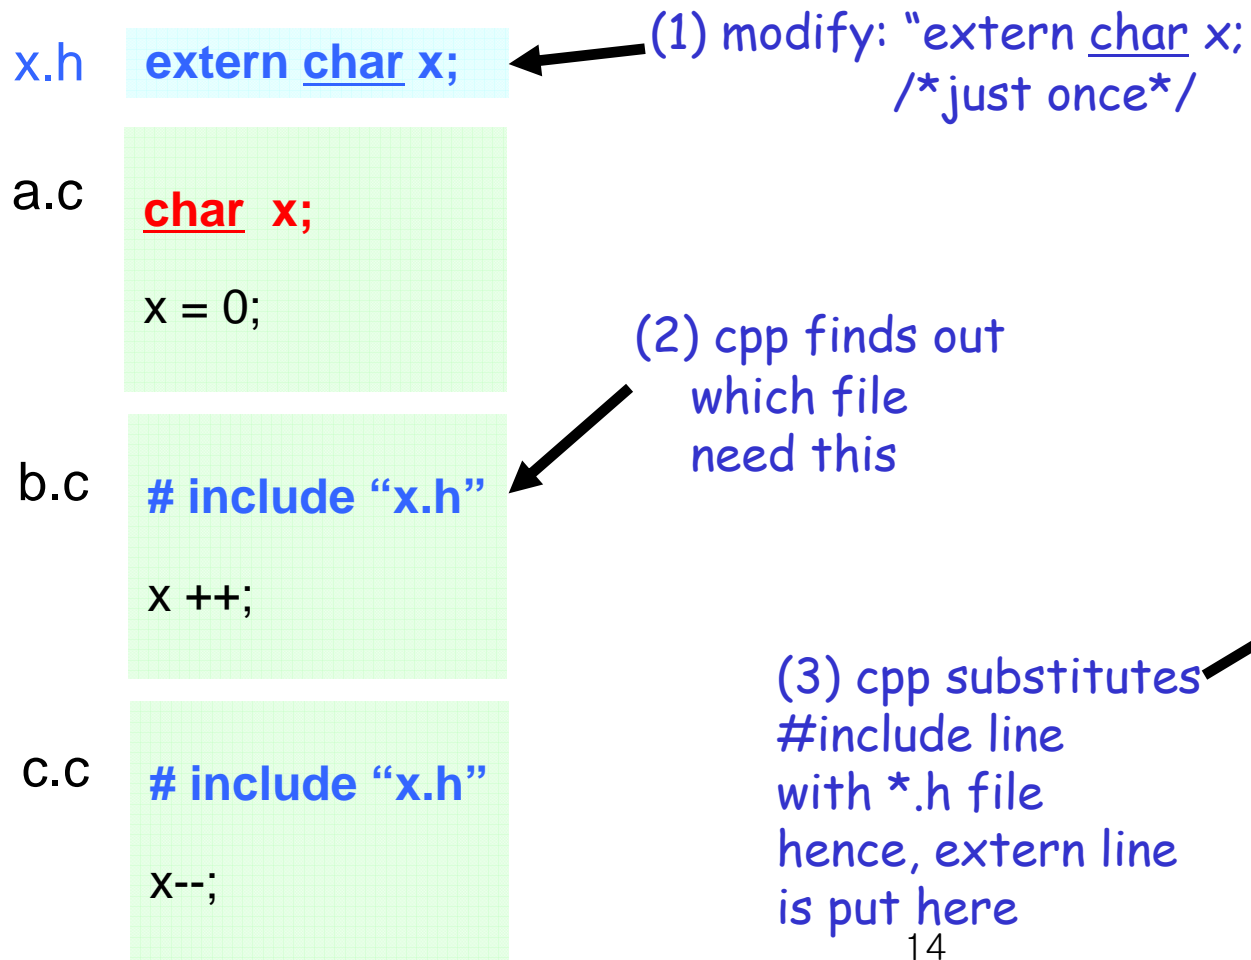 x.h
extern char x;
(1) modify: “extern char x;
/*just once*/
a.c
char x;
x = 0;
(2) cpp finds out
which file
need this
b.c
# include “x.h”
x ++;
(3) cpp substitutes
#include line
with *.h file
hence, extern line
is put here
c.c
# include “x.h”
x--;
14